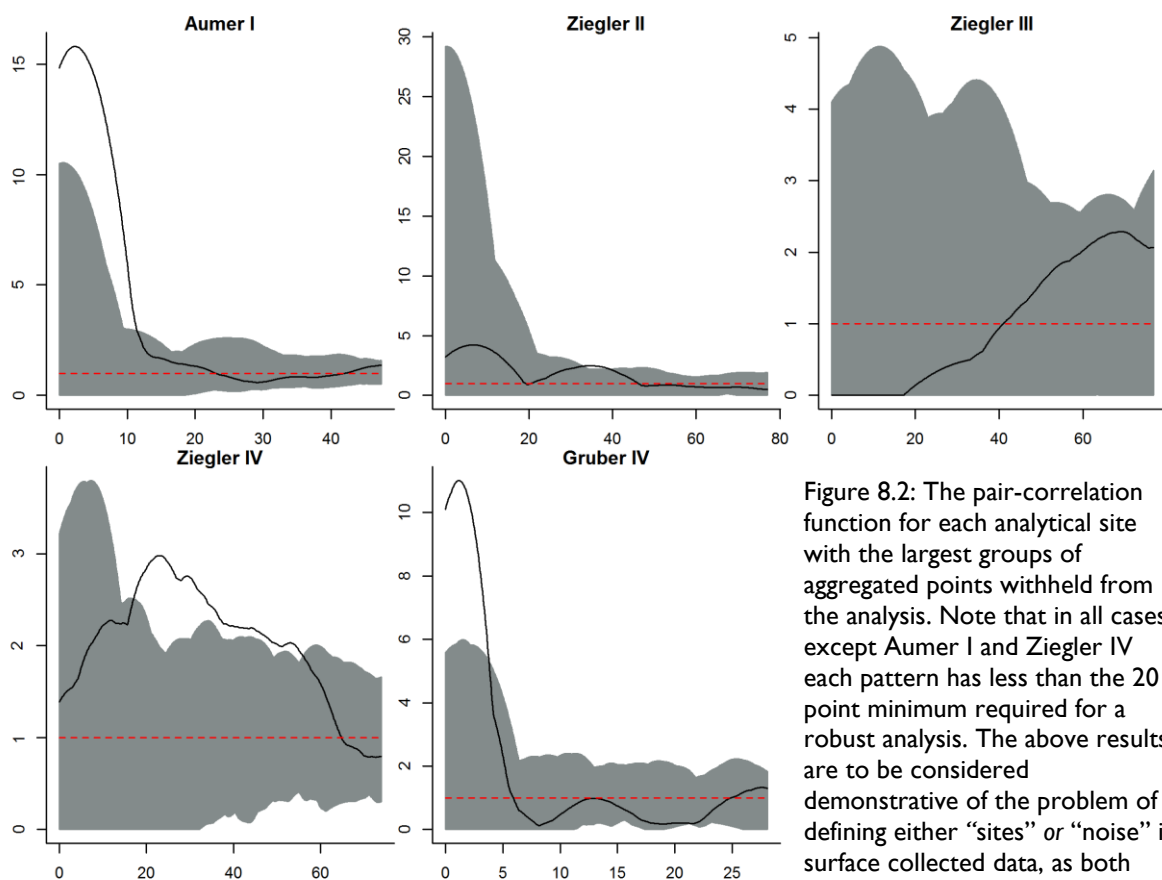 Aumer I
15
10
5
0
0 10 20 30 40
Ziegler II
30
25
20
15
10
5
0
0 20 40 60 80
Ziegler III
5
4
3
2
1
0
0 20 40 60
Ziegler IV
3
2
1
0
0 20 40 60
Gruber IV
10
8
6
4
2
0
0 5 10 15 20 25
Figure 8.2: The pair-correlation
function for each analytical site
with the largest groups of
aggregated points withheld from
the analysis. Note that in all cases
except Aumer I and Ziegler IV
each pattern has less than the 20
point minimum required for a
robust analysis. The above results
are to be considered
demonstrative of the problem of
defining either “sites” or “noise” i
surface collected data, as both